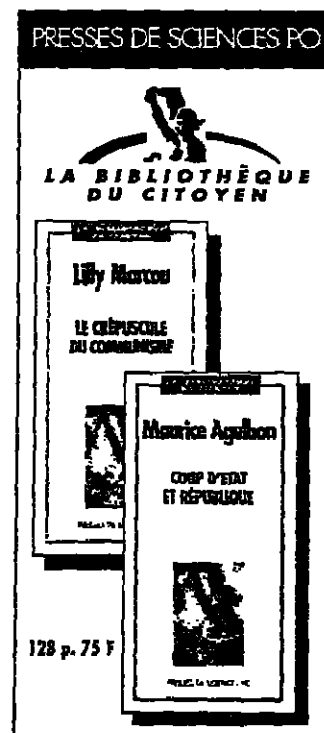 PRESSES DE SCIENCES PO
LA BIBLIOTHÈQUE
DU CITOYEN
Lilly Marcou
LE CRÉPUSCULE
DU COMMUNISME
Maurice Agulhon
COUP D'ETAT
ET RÉPUBLIQUE
128 p. 75 F